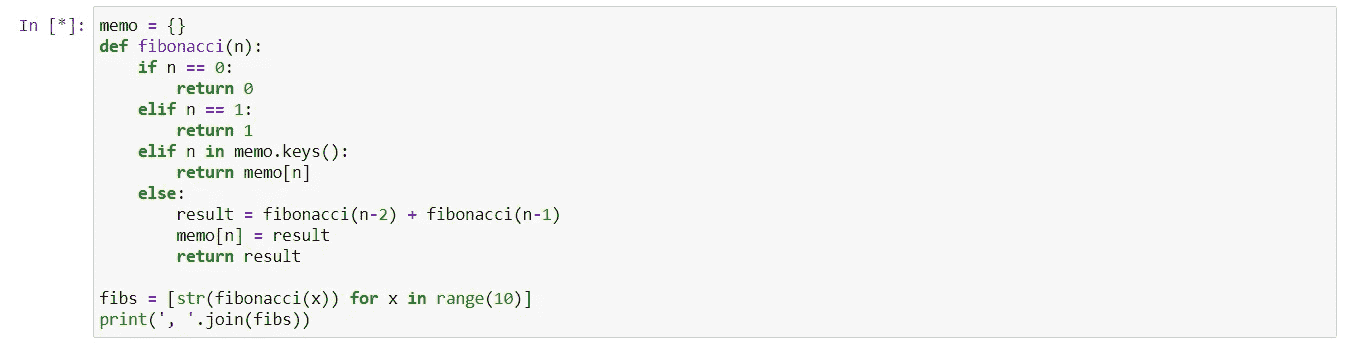 In [*]: memo = {}
def fibonacci(n):
    if n == 0:
        return 0
    elif n == 1:
        return 1
    elif n in memo.keys():
        return memo[n]
    else:
        result = fibonacci(n-2) + fibonacci(n-1)
        memo[n] = result
        return result

fibs = [str(fibonacci(x)) for x in range(10)]
print(', '.join(fibs))